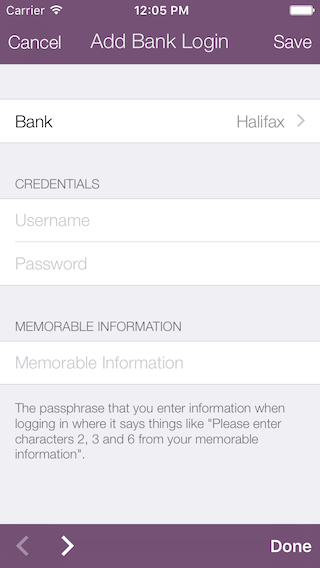 Carrier 12:05 PM
Cancel Add Bank Login Save
Bank Halifax
CREDENTIALS
Username
Password
MEMORABLE INFORMATION
Memorable Information
The passphrase that you enter information when
logging in where it says things like "Please enter
characters 2, 3 and 6 from your memorable
information".
Done